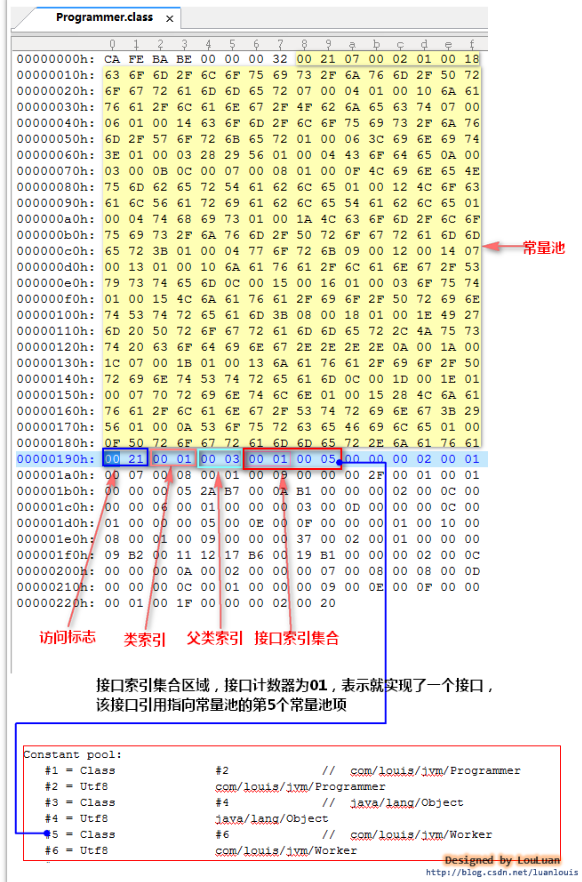 Programmer.class ×
0 1 2 3 4 5 6 7 8 9 a b c d e f
00000000h: CA FE BA BE 00 00 00 32 00 21 07 00 02 01 00 18
00000010h: 63 6F 6D 2F 6C 6F 75 69 73 2F 6A 76 6D 2F 50 72
00000020h: 6F 67 72 61 6D 6D 65 72 07 00 04 01 00 10 6A 61
00000030h: 76 61 2F 6C 61 6E 67 2F 4F 62 6A 65 63 74 07 00
00000040h: 06 01 00 14 63 6F 6D 2F 6C 6F 75 69 73 2F 6A 76
00000050h: 6D 2F 57 6F 72 6B 65 72 01 00 06 3C 69 6E 69 74
00000060h: 3E 01 00 03 28 29 56 01 00 04 43 6F 64 65 0A 00
00000070h: 03 00 0B 0C 00 07 00 08 01 00 0F 4C 69 6E 65 4E
00000080h: 75 6D 62 65 72 54 61 62 6C 65 01 00 12 4C 6F 63
00000090h: 61 6C 56 61 72 69 61 62 6C 65 54 61 62 6C 65 01
000000a0h: 00 04 74 68 69 73 01 00 1A 4C 63 6F 6D 2F 6C 6F
000000b0h: 75 69 73 2F 6A 76 6D 2F 50 72 6F 67 72 61 6D 6D
000000c0h: 65 72 3B 01 00 04 77 6F 72 6B 09 00 12 00 14 07
000000d0h: 00 13 01 00 10 6A 61 76 61 2F 6C 61 6E 67 2F 53
000000e0h: 79 73 74 65 6D 0C 00 15 00 16 01 00 03 6F 75 74
000000f0h: 01 00 15 4C 6A 61 76 61 2F 69 6F 2F 50 72 69 6E
00000100h: 74 53 74 72 65 61 6D 3B 08 00 18 01 00 1E 49 27
00000110h: 6D 20 50 72 6F 67 72 61 6D 6D 65 72 2C 4A 75 73
00000120h: 74 20 63 6F 64 69 6E 67 2E 2E 2E 2E 0A 00 1A 00
00000130h: 1C 07 00 1B 01 00 13 6A 61 76 61 2F 69 6F 2F 50
00000140h: 72 69 6E 74 53 74 72 65 61 6D 0C 00 1D 00 1E 01
00000150h: 00 07 70 72 69 6E 74 6C 6E 01 00 15 28 4C 6A 61
00000160h: 76 61 2F 6C 61 6E 67 2F 53 74 72 69 6E 67 3B 29
00000170h: 56 01 00 0A 53 6F 75 72 63 65 46 69 6C 65 01 00
00000180h: 0F 50 72 6F 67 72 61 6D 6D 65 72 2E 6A 61 76 61
00000190h: 00 21 00 01 00 03 00 01 00 05 00 00 00 02 00 01
000001a0h: 00 07 00 08 00 01 00 09 00 00 00 2F 00 01 00 01
000001b0h: 00 00 00 05 2A B7 00 0A B1 00 00 00 02 00 0C 00
000001c0h: 00 00 06 00 01 00 00 00 03 00 0D 00 00 00 0C 00
000001d0h: 01 00 00 00 05 00 0E 00 0F 00 00 00 01 00 10 00
000001e0h: 08 00 01 00 09 00 00 00 37 00 02 00 01 00 00 00
000001f0h: 09 B2 00 11 12 17 B6 00 19 B1 00 00 00 02 00 0C
00000200h: 00 00 00 0A 00 02 00 00 00 07 00 08 00 08 00 0D
00000210h: 00 00 00 0C 00 01 00 00 00 09 00 0E 00 0F 00 00
00000220h: 00 01 00 1F 00 00 00 02 00 20
常量池
访问标志 类索引 父类索引 接口索引集合
接口索引集合区域，接口计数器为01，表示就实现了一个接口，
该接口引用指向常量池的第5个常量池项
Constant pool:
#1 = Class #2 // com/louis/jvm/Programmer
#2 = Utf8 com/louis/jvm/Programmer
#3 = Class #4 // java/lang/Object
#4 = Utf8 java/lang/Object
#5 = Class #6 // com/louis/jvm/Worker
#6 = Utf8 com/louis/jvm/Worker
Designed by LouLuan
http://blog.csdn.net/luanlouis